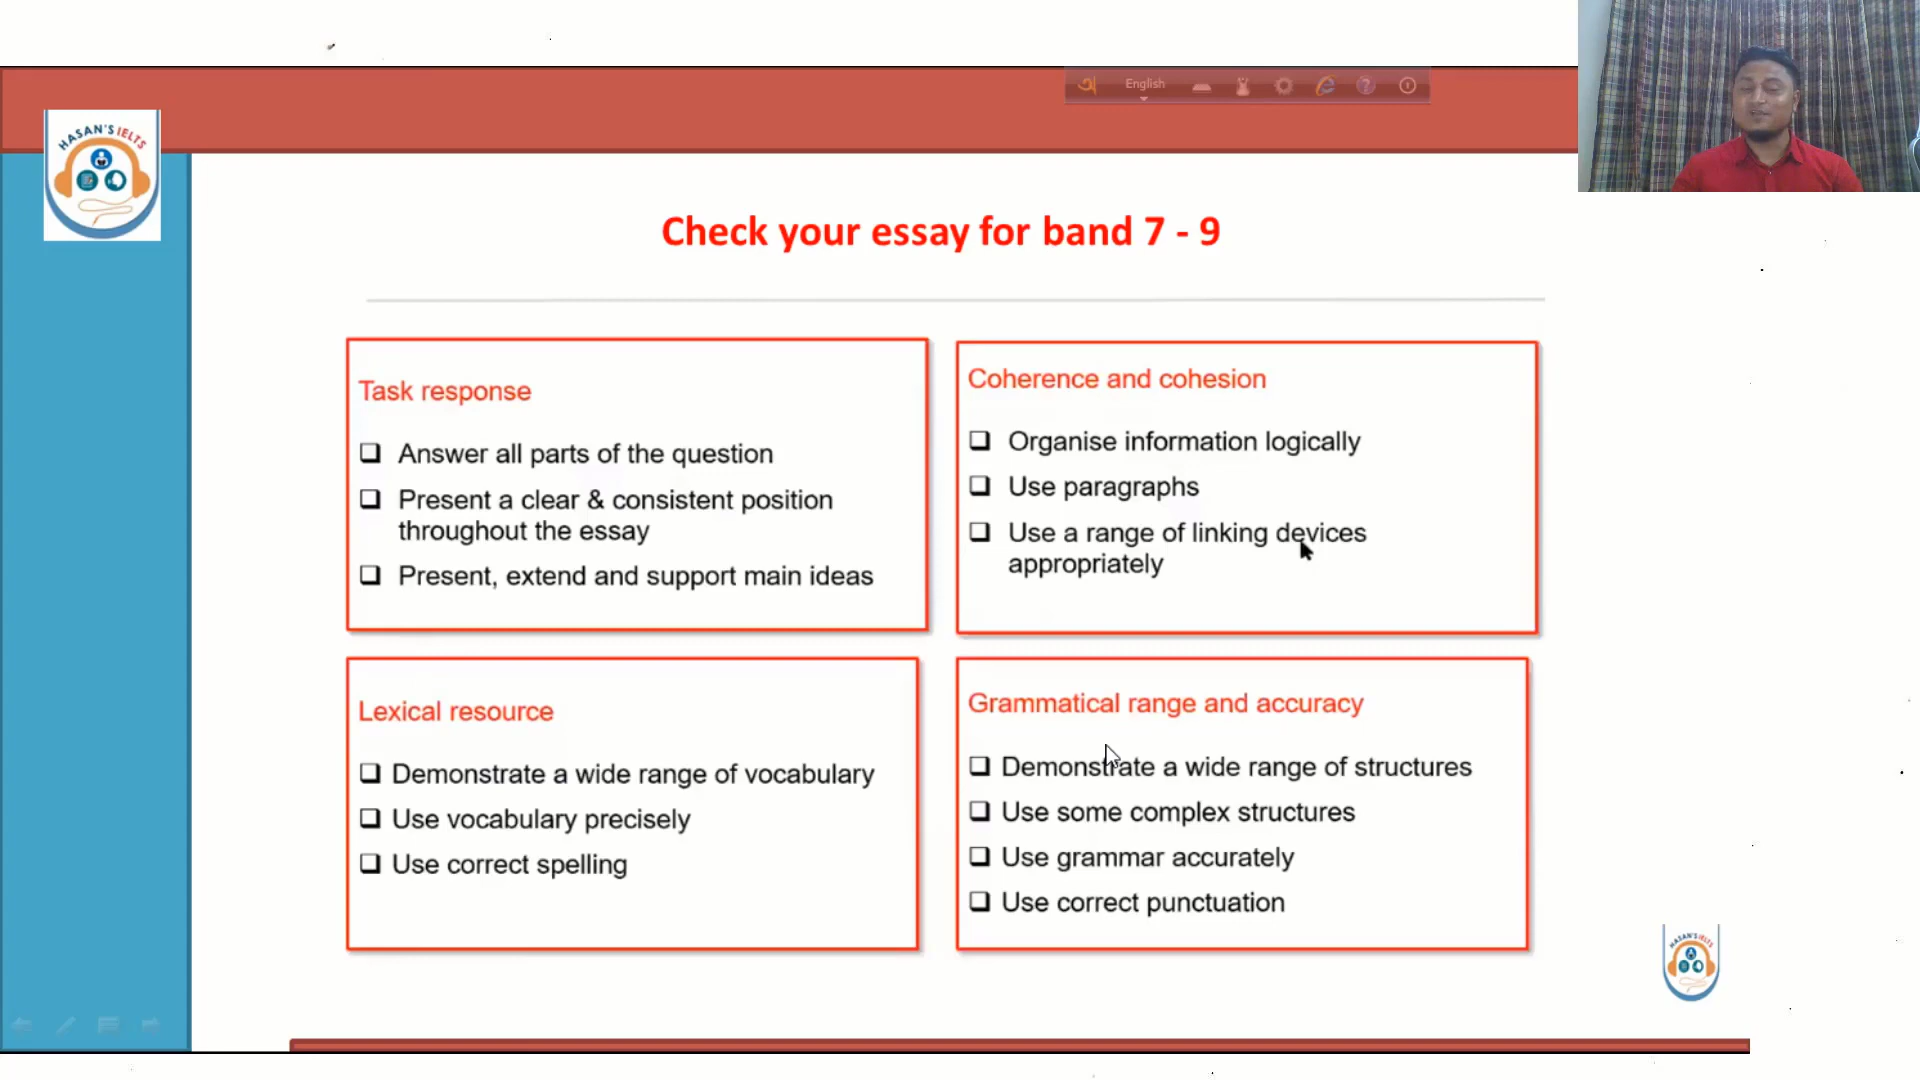 অ
English
HASAN'S IELTS
Check your essay for band 7 - 9
Task response
❑ Answer all parts of the question
❑ Present a clear & consistent position
throughout the essay
❑ Present, extend and support main ideas
Coherence and cohesion
❑ Organise information logically
❑ Use paragraphs
❑ Use a range of linking devices
appropriately
Lexical resource
❑ Demonstrate a wide range of vocabulary
❑ Use vocabulary precisely
❑ Use correct spelling
Grammatical range and accuracy
❑ Demonstrate a wide range of structures
❑ Use some complex structures
❑ Use grammar accurately
❑ Use correct punctuation
HASAN'S IELTS